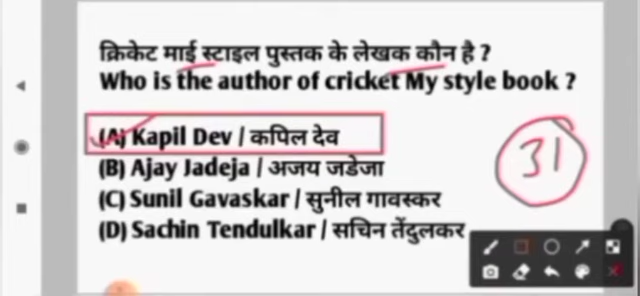 क्रिकेट माई स्टाइल पुस्तक के लेखक कौन है ?
Who is the author of cricket My style book ?
(A) Kapil Dev / कपिल देव
(B) Ajay Jadeja / अजय जडेजा
(C) Sunil Gavaskar / सुनील गावस्कर
(D) Sachin Tendulkar / सचिन तेंदुलकर
31